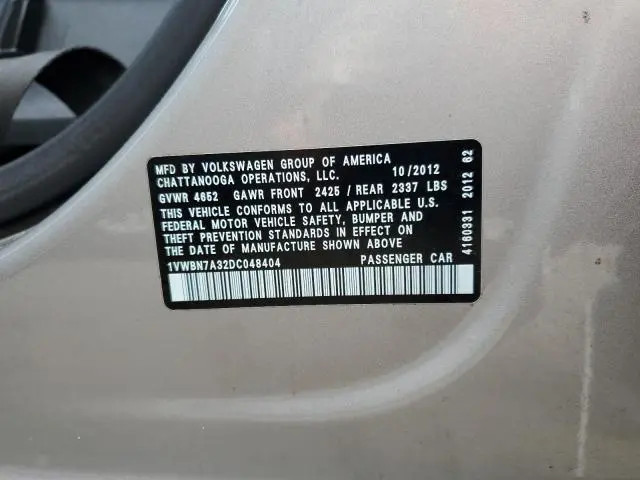 MFD BY VOLKSWAGEN GROUP OF AMERICA
CHATTANOOGA OPERATIONS, LLC. 10/2012
GVWR 4652 GAWR FRONT 2425 / REAR 2337 LBS
THIS VEHICLE CONFORMS TO ALL APPLICABLE U.S.
FEDERAL MOTOR VEHICLE SAFETY, BUMPER AND
THEFT PREVENTION STANDARDS IN EFFECT ON
THE DATE OF MANUFACTURE SHOWN ABOVE
1VWBN7A32DC048404 PASSENGER CAR
4160331 2012 62